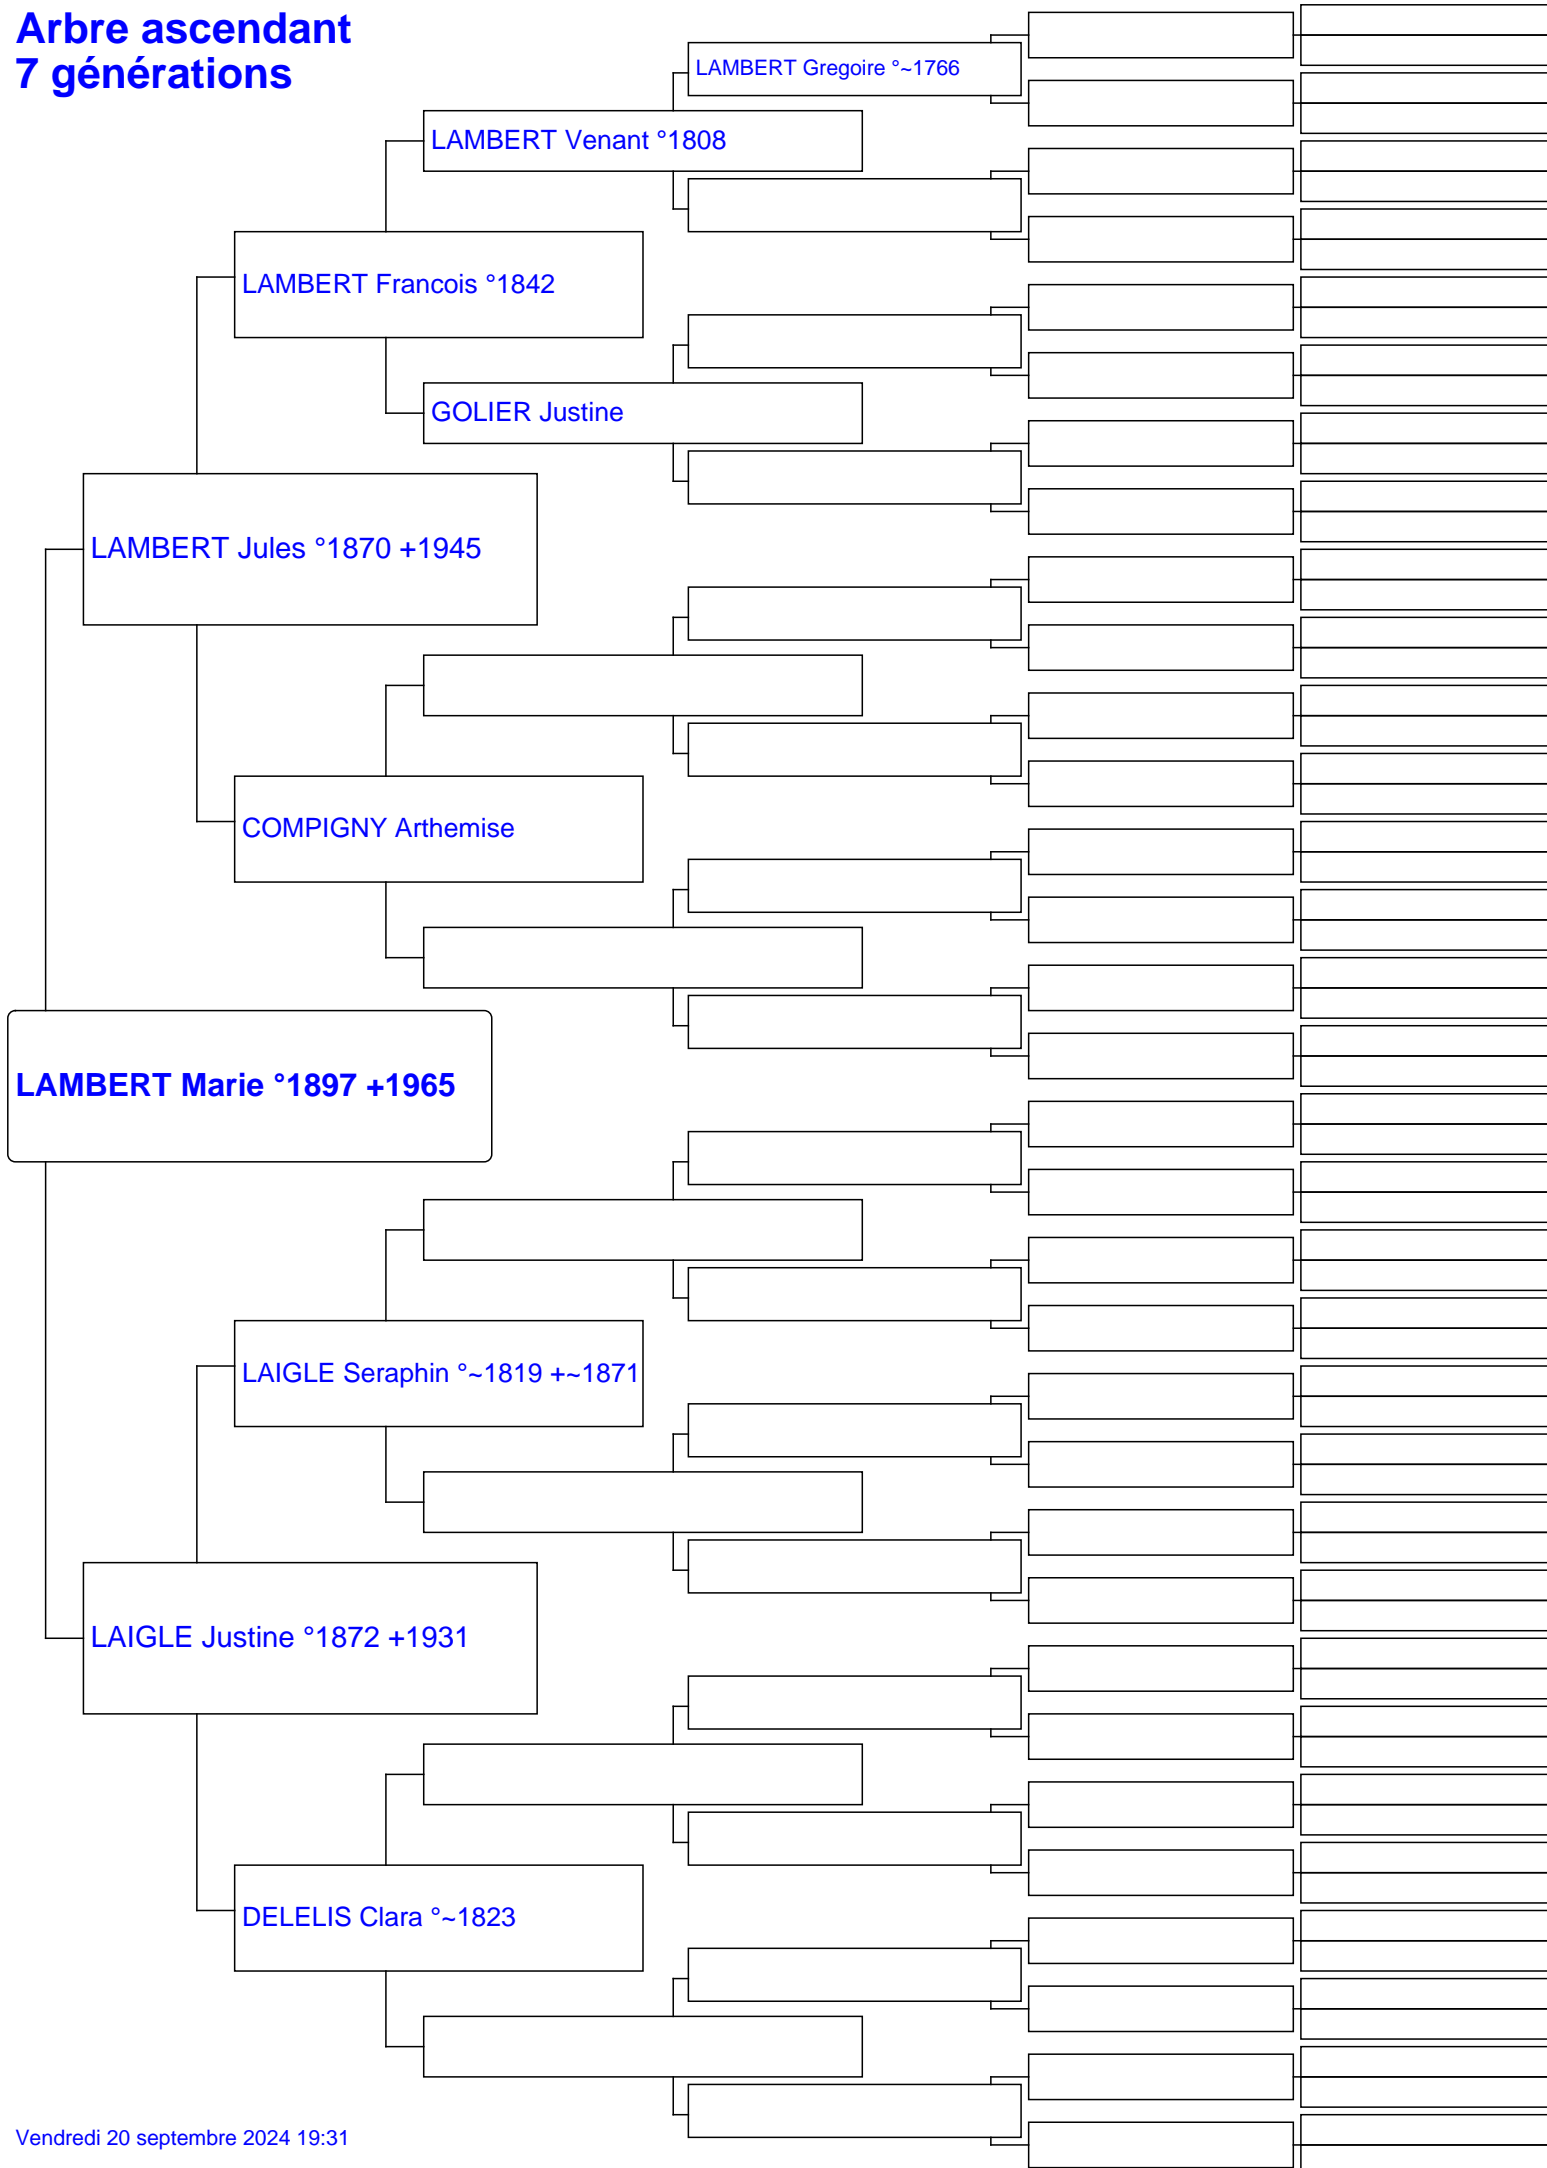 Arbre ascendant
7 générations
LAMBERT Gregoire °~1766
LAMBERT Venant °1808
LAMBERT Francois °1842
GOLIER Justine
LAMBERT Jules °1870 +1945
COMPIGNY Arthemise
LAMBERT Marie °1897 +1965
LAIGLE Seraphin °~1819 +~1871
LAIGLE Justine °1872 +1931
DELELIS Clara °~1823
Vendredi 20 septembre 2024 19:31